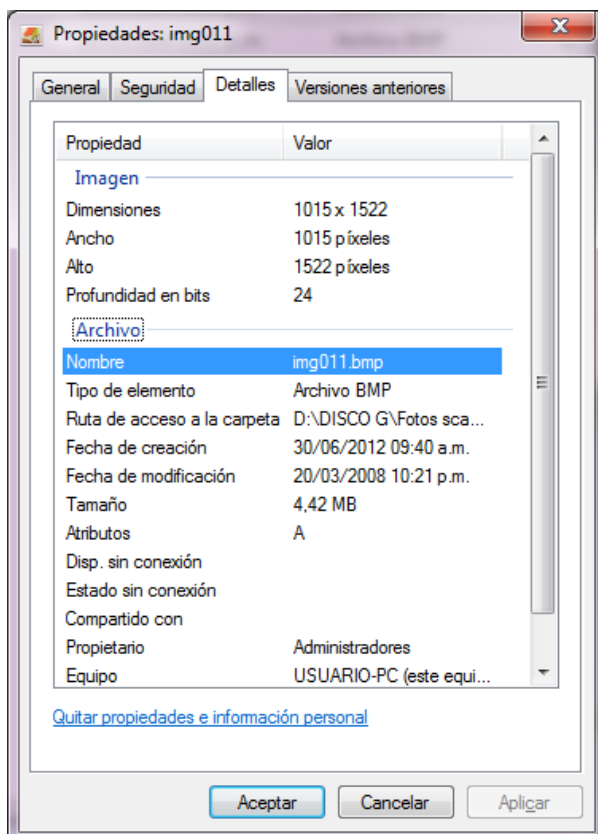 Propiedades: img011
General Seguridad Detalles Versiones anteriores
Propiedad Valor
Imagen
Dimensiones 1015 x 1522
Ancho 1015 píxeles
Alto 1522 píxeles
Profundidad en bits 24
Archivo
Nombre img011.bmp
Tipo de elemento Archivo BMP
Ruta de acceso a la carpeta D:\DISCO G\Fotos sca...
Fecha de creación 30/06/2012 09:40 a.m.
Fecha de modificación 20/03/2008 10:21 p.m.
Tamaño 4,42 MB
Atributos A
Disp. sin conexión
Estado sin conexión
Compartido con
Propietario Administradores
Equipo USUARIO-PC (este equi...
Quitar propiedades e información personal
Aceptar Cancelar Aplicar